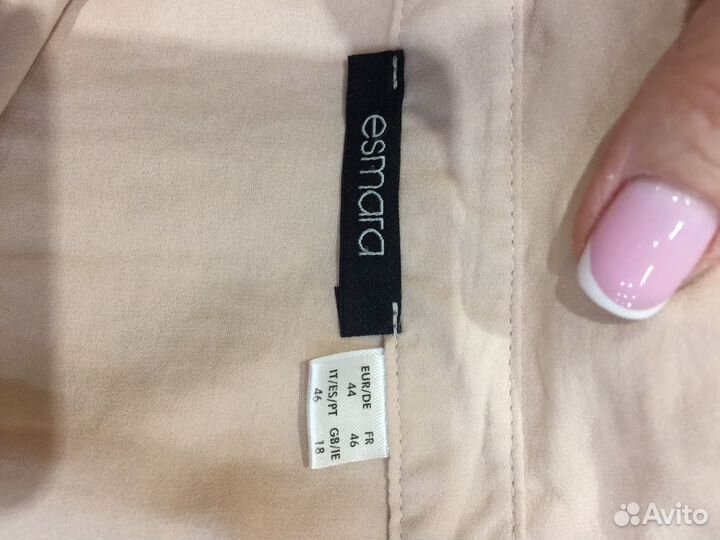 esmara
EUR/DE FR
44 46
IT/ES/PT GB/IE
46 18
Avito